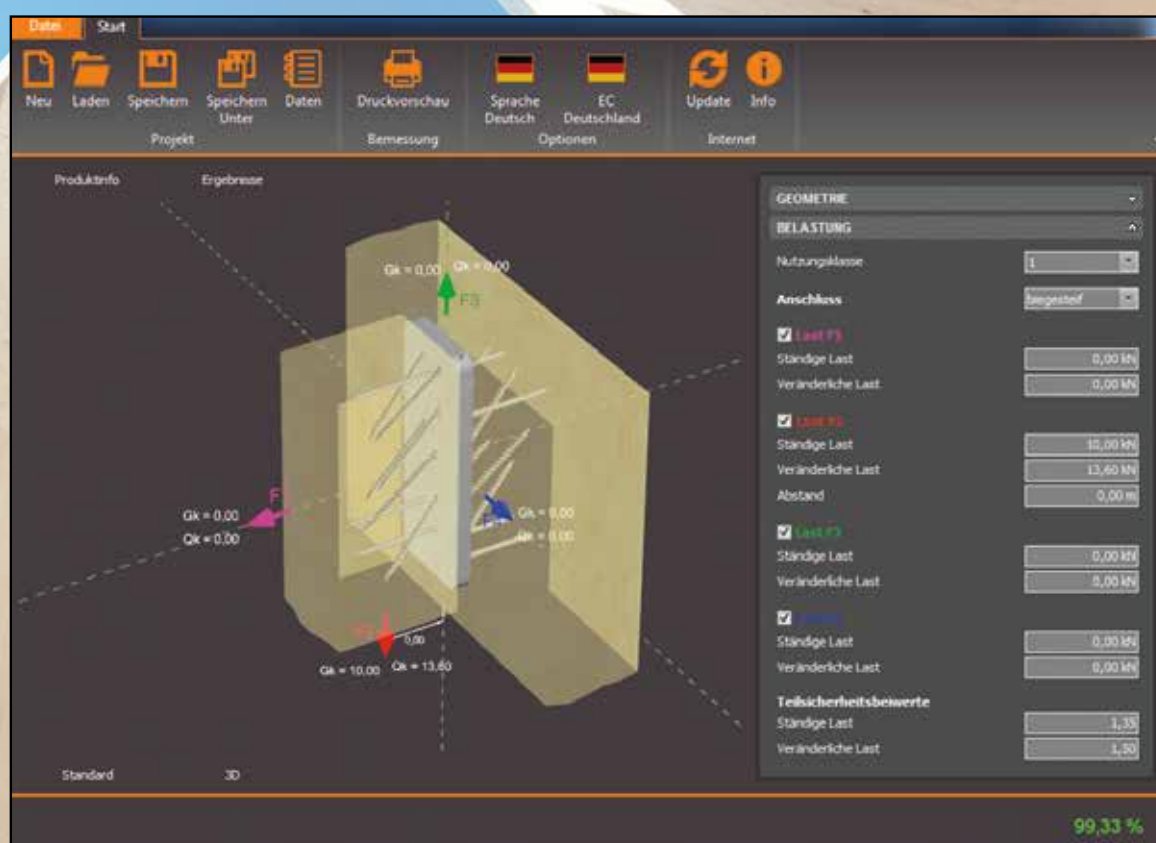 Datei Start
Neu Laden Speichern Speichern Unter Daten Druckvorschau Sprache Deutsch EC Deutschland Update Info
Projekt Bemessung Optionen Internet
Produktinfo Ergebnisse
GEOMETRIE
BELASTUNG
Nutzungsklasse 1
Anschluss biegesteif
Last F1
Ständige Last 0,00 kN
Veränderliche Last 0,00 kN
Last F2
Ständige Last 10,00 kN
Veränderliche Last 13,60 kN
Abstand 0,00 m
Last F3
Ständige Last 0,00 kN
Veränderliche Last 0,00 kN
Ständige Last 0,00 kN
Veränderliche Last 0,00 kN
Teilsicherheitsbeiwerte
Ständige Last 1,35
Veränderliche Last 1,50
Gk = 0,00 Qk = 0,00
F3
Gk = 0,00
Qk = 0,00
Gk = 0,00
Qk = 0,00
F2
0,00
Gk = 10,00 Qk = 13,60
Standard 3D
99,33 %